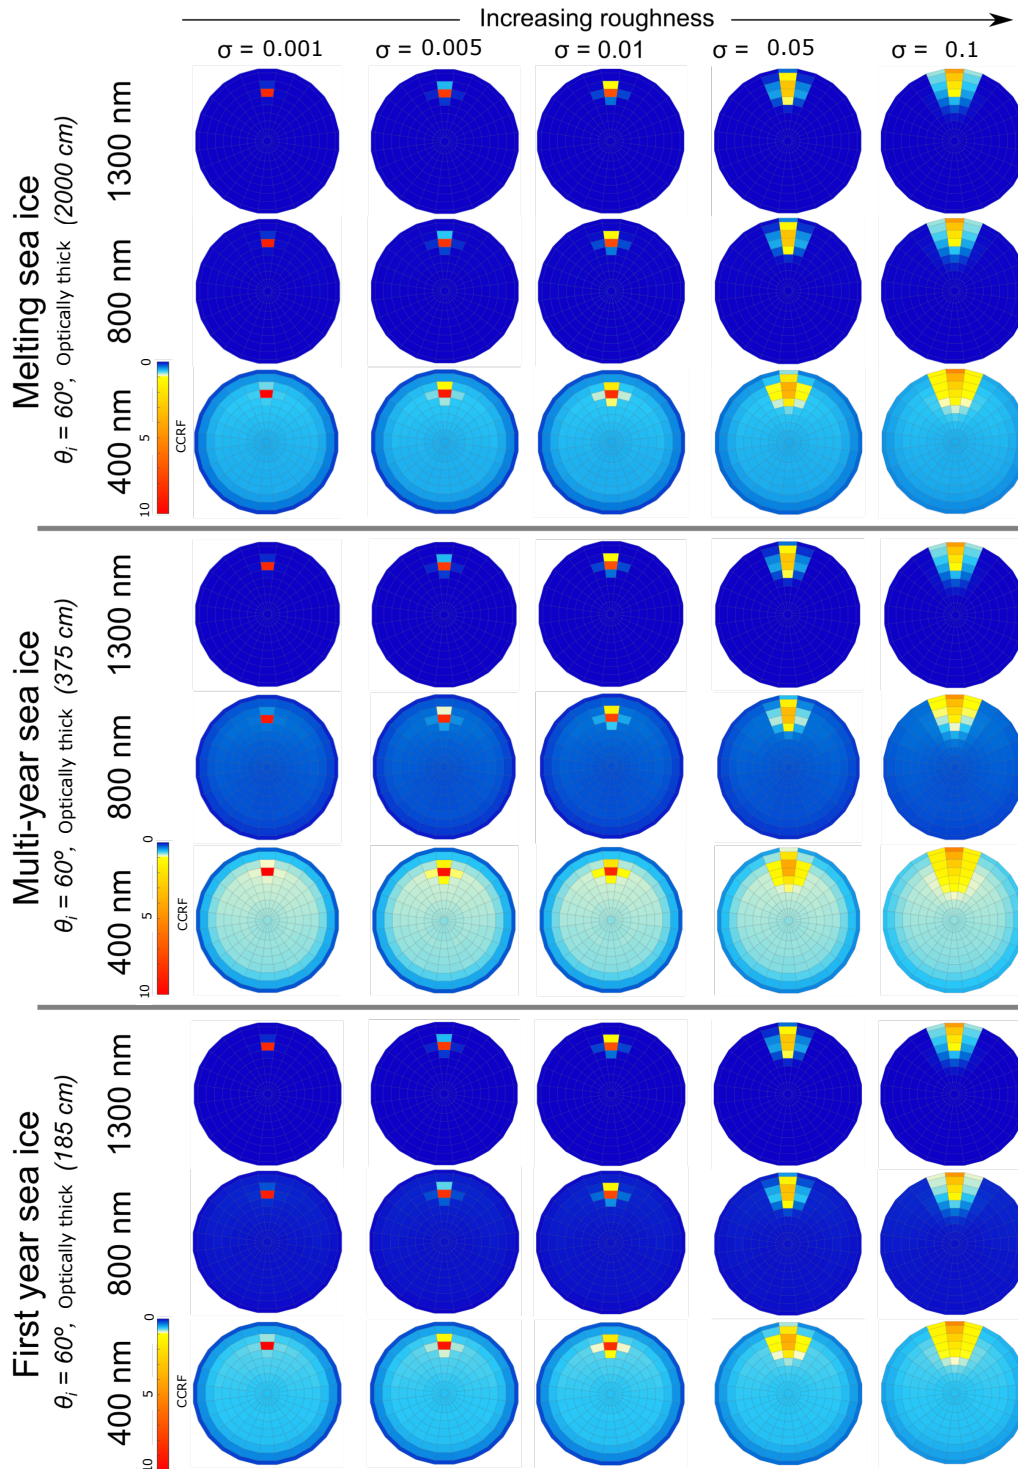 Increasing roughness
σ = 0.001
σ = 0.005
σ = 0.01
σ = 0.05
σ = 0.1
Melting sea ice
θi = 60º, Optically thick (2000 cm)
1300 nm
800 nm
400 nm
0
5
10
CCRF
Multi-year sea ice
θi = 60º, Optically thick (375 cm)
1300 nm
800 nm
400 nm
0
5
10
CCRF
First year sea ice
θi = 60º, Optically thick (185 cm)
1300 nm
800 nm
400 nm
0
5
10
CCRF